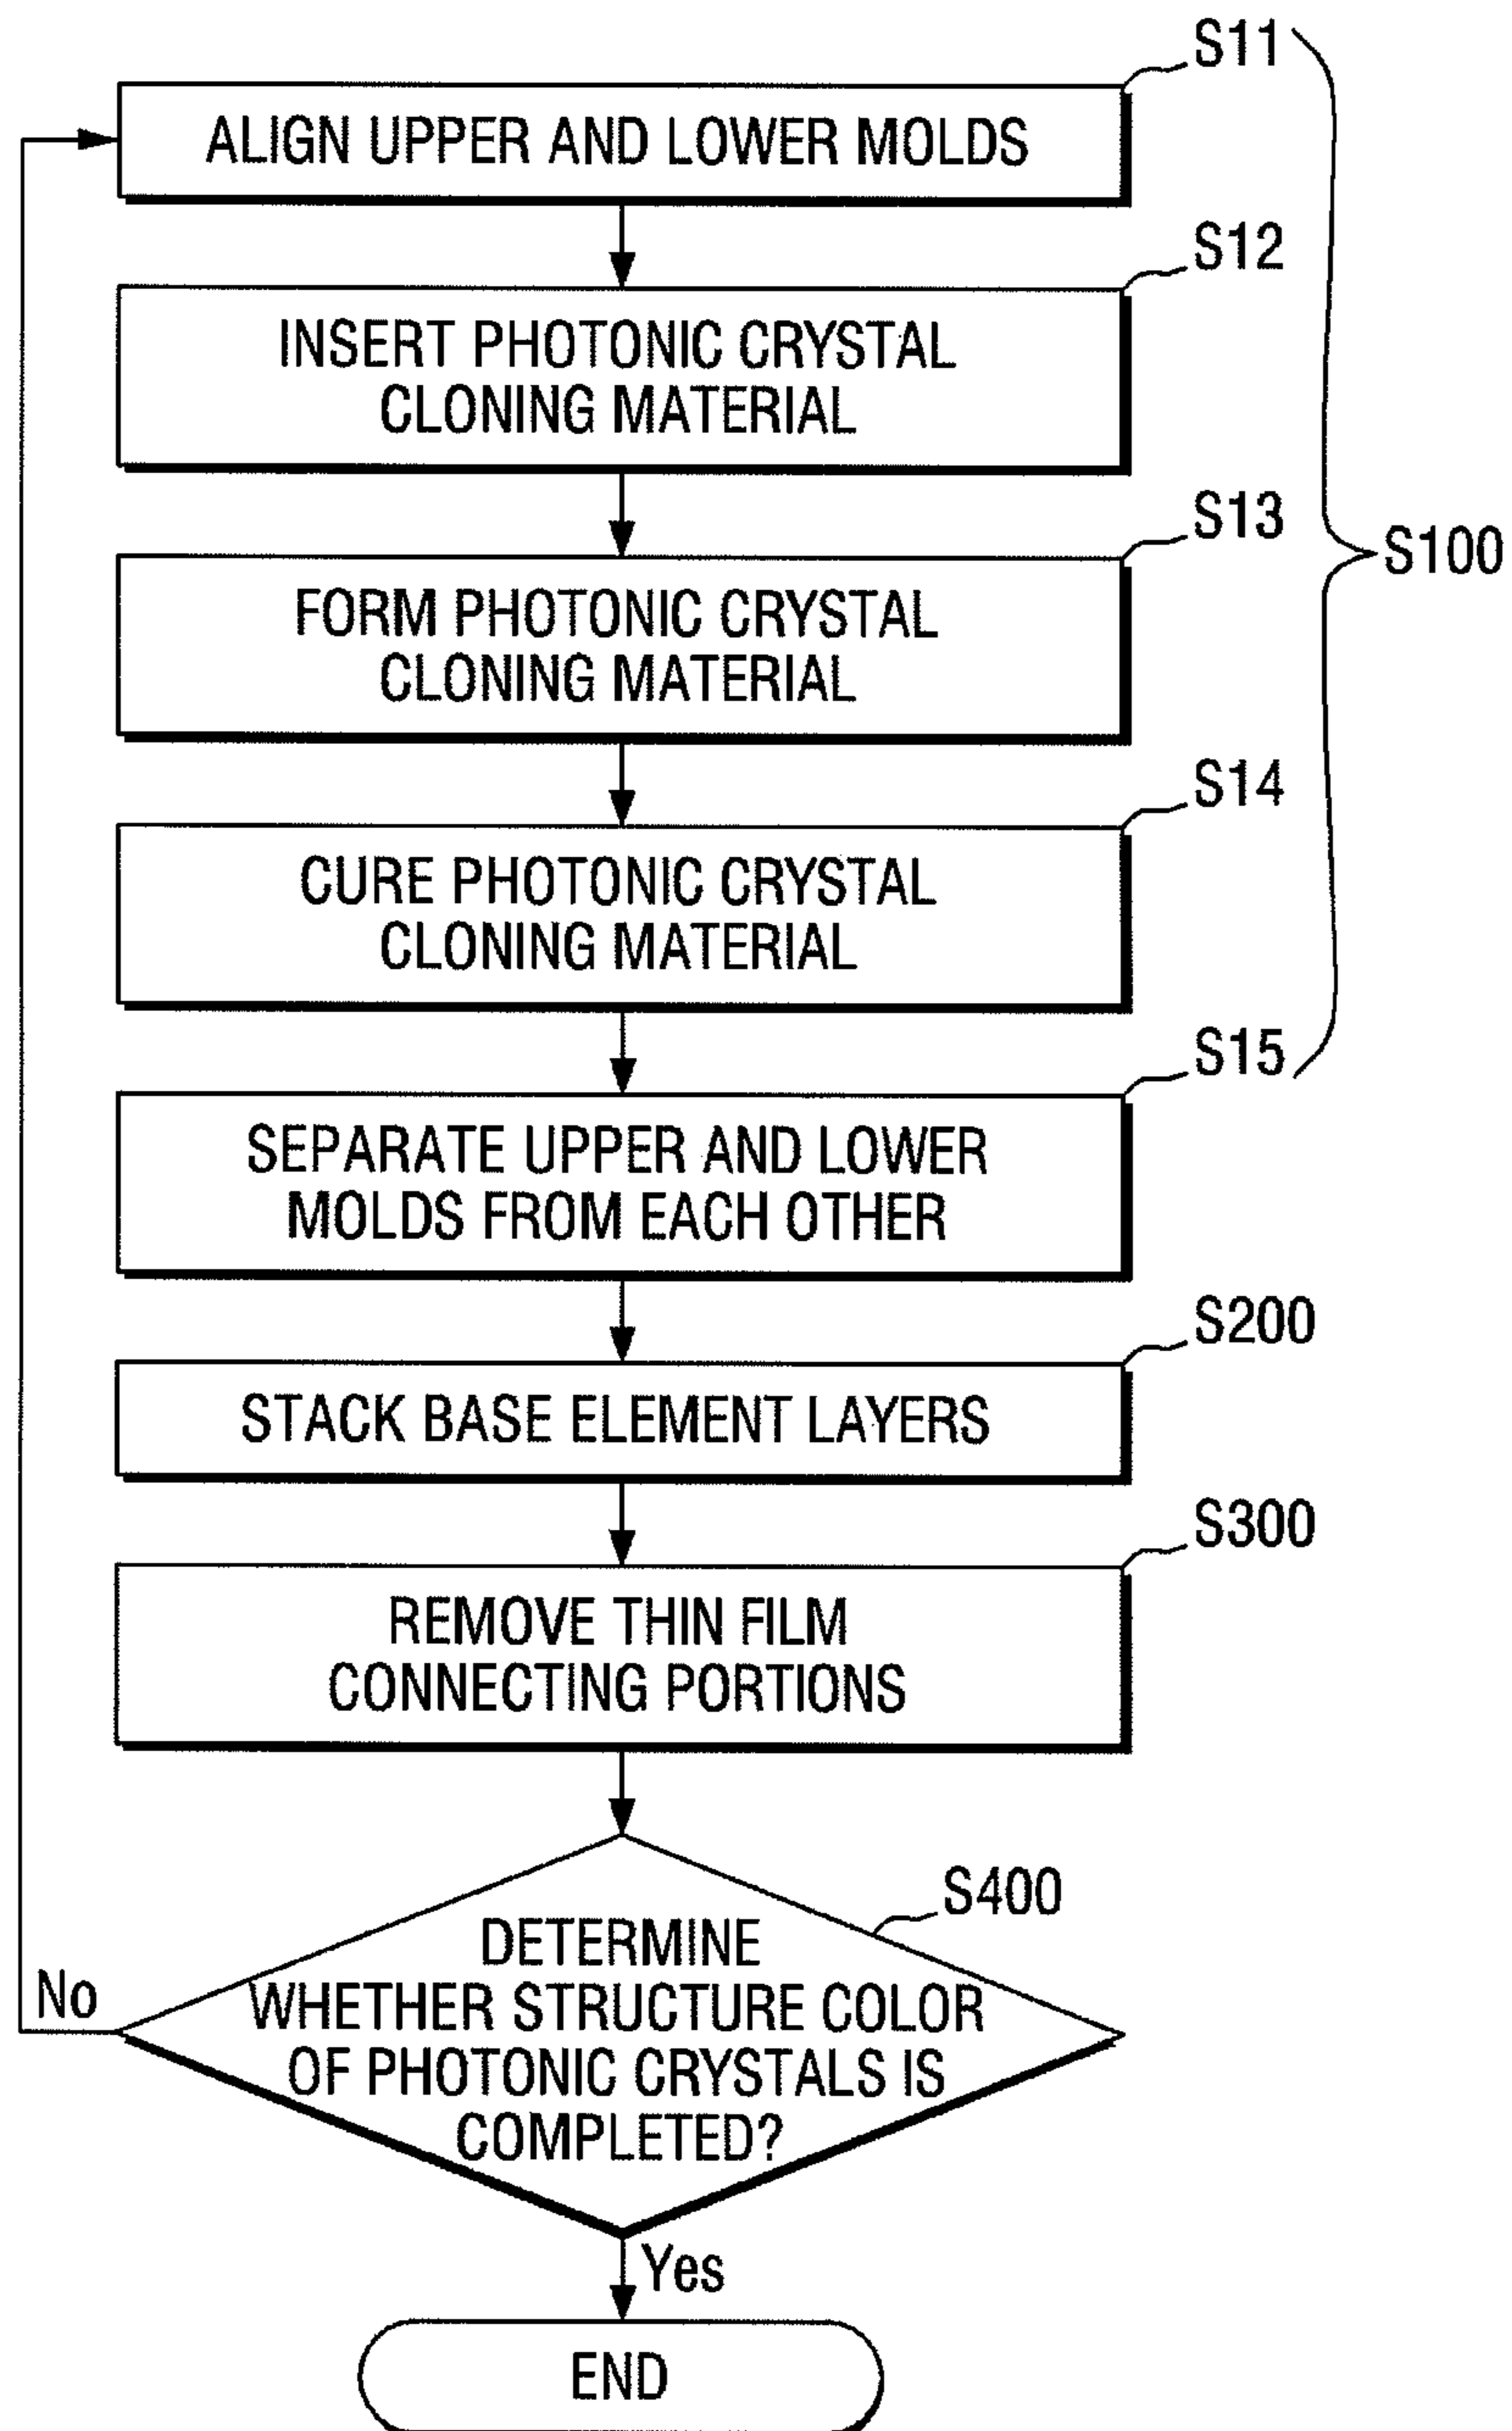 S11
ALIGN UPPER AND LOWER MOLDS
S12
INSERT PHOTONIC CRYSTAL
CLONING MATERIAL
S13
FORM PHOTONIC CRYSTAL
CLONING MATERIAL
S100
S14
CURE PHOTONIC CRYSTAL
CLONING MATERIAL
S15
SEPARATE UPPER AND LOWER
MOLDS FROM EACH OTHER
S200
STACK BASE ELEMENT LAYERS
S300
REMOVE THIN FILM
CONNECTING PORTIONS
S400
DETERMINE
WHETHER STRUCTURE COLOR
OF PHOTONIC CRYSTALS IS
COMPLETED?
No
Yes
END